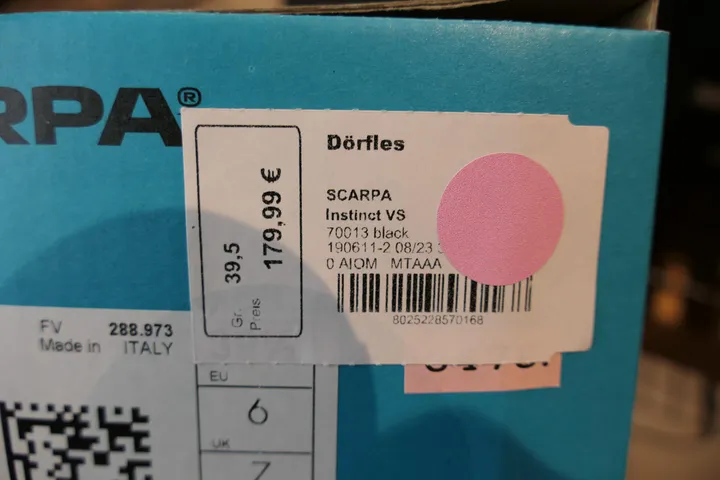 RPA®
Dörfles
SCARPA
Instinct VS
70013 black
190611-2 08/23
0 AIOM MTAAA
8025228570168
Gr. 39,5
Preis 179,99 €
FV 288.973
Made in ITALY
EU
6
UK
7